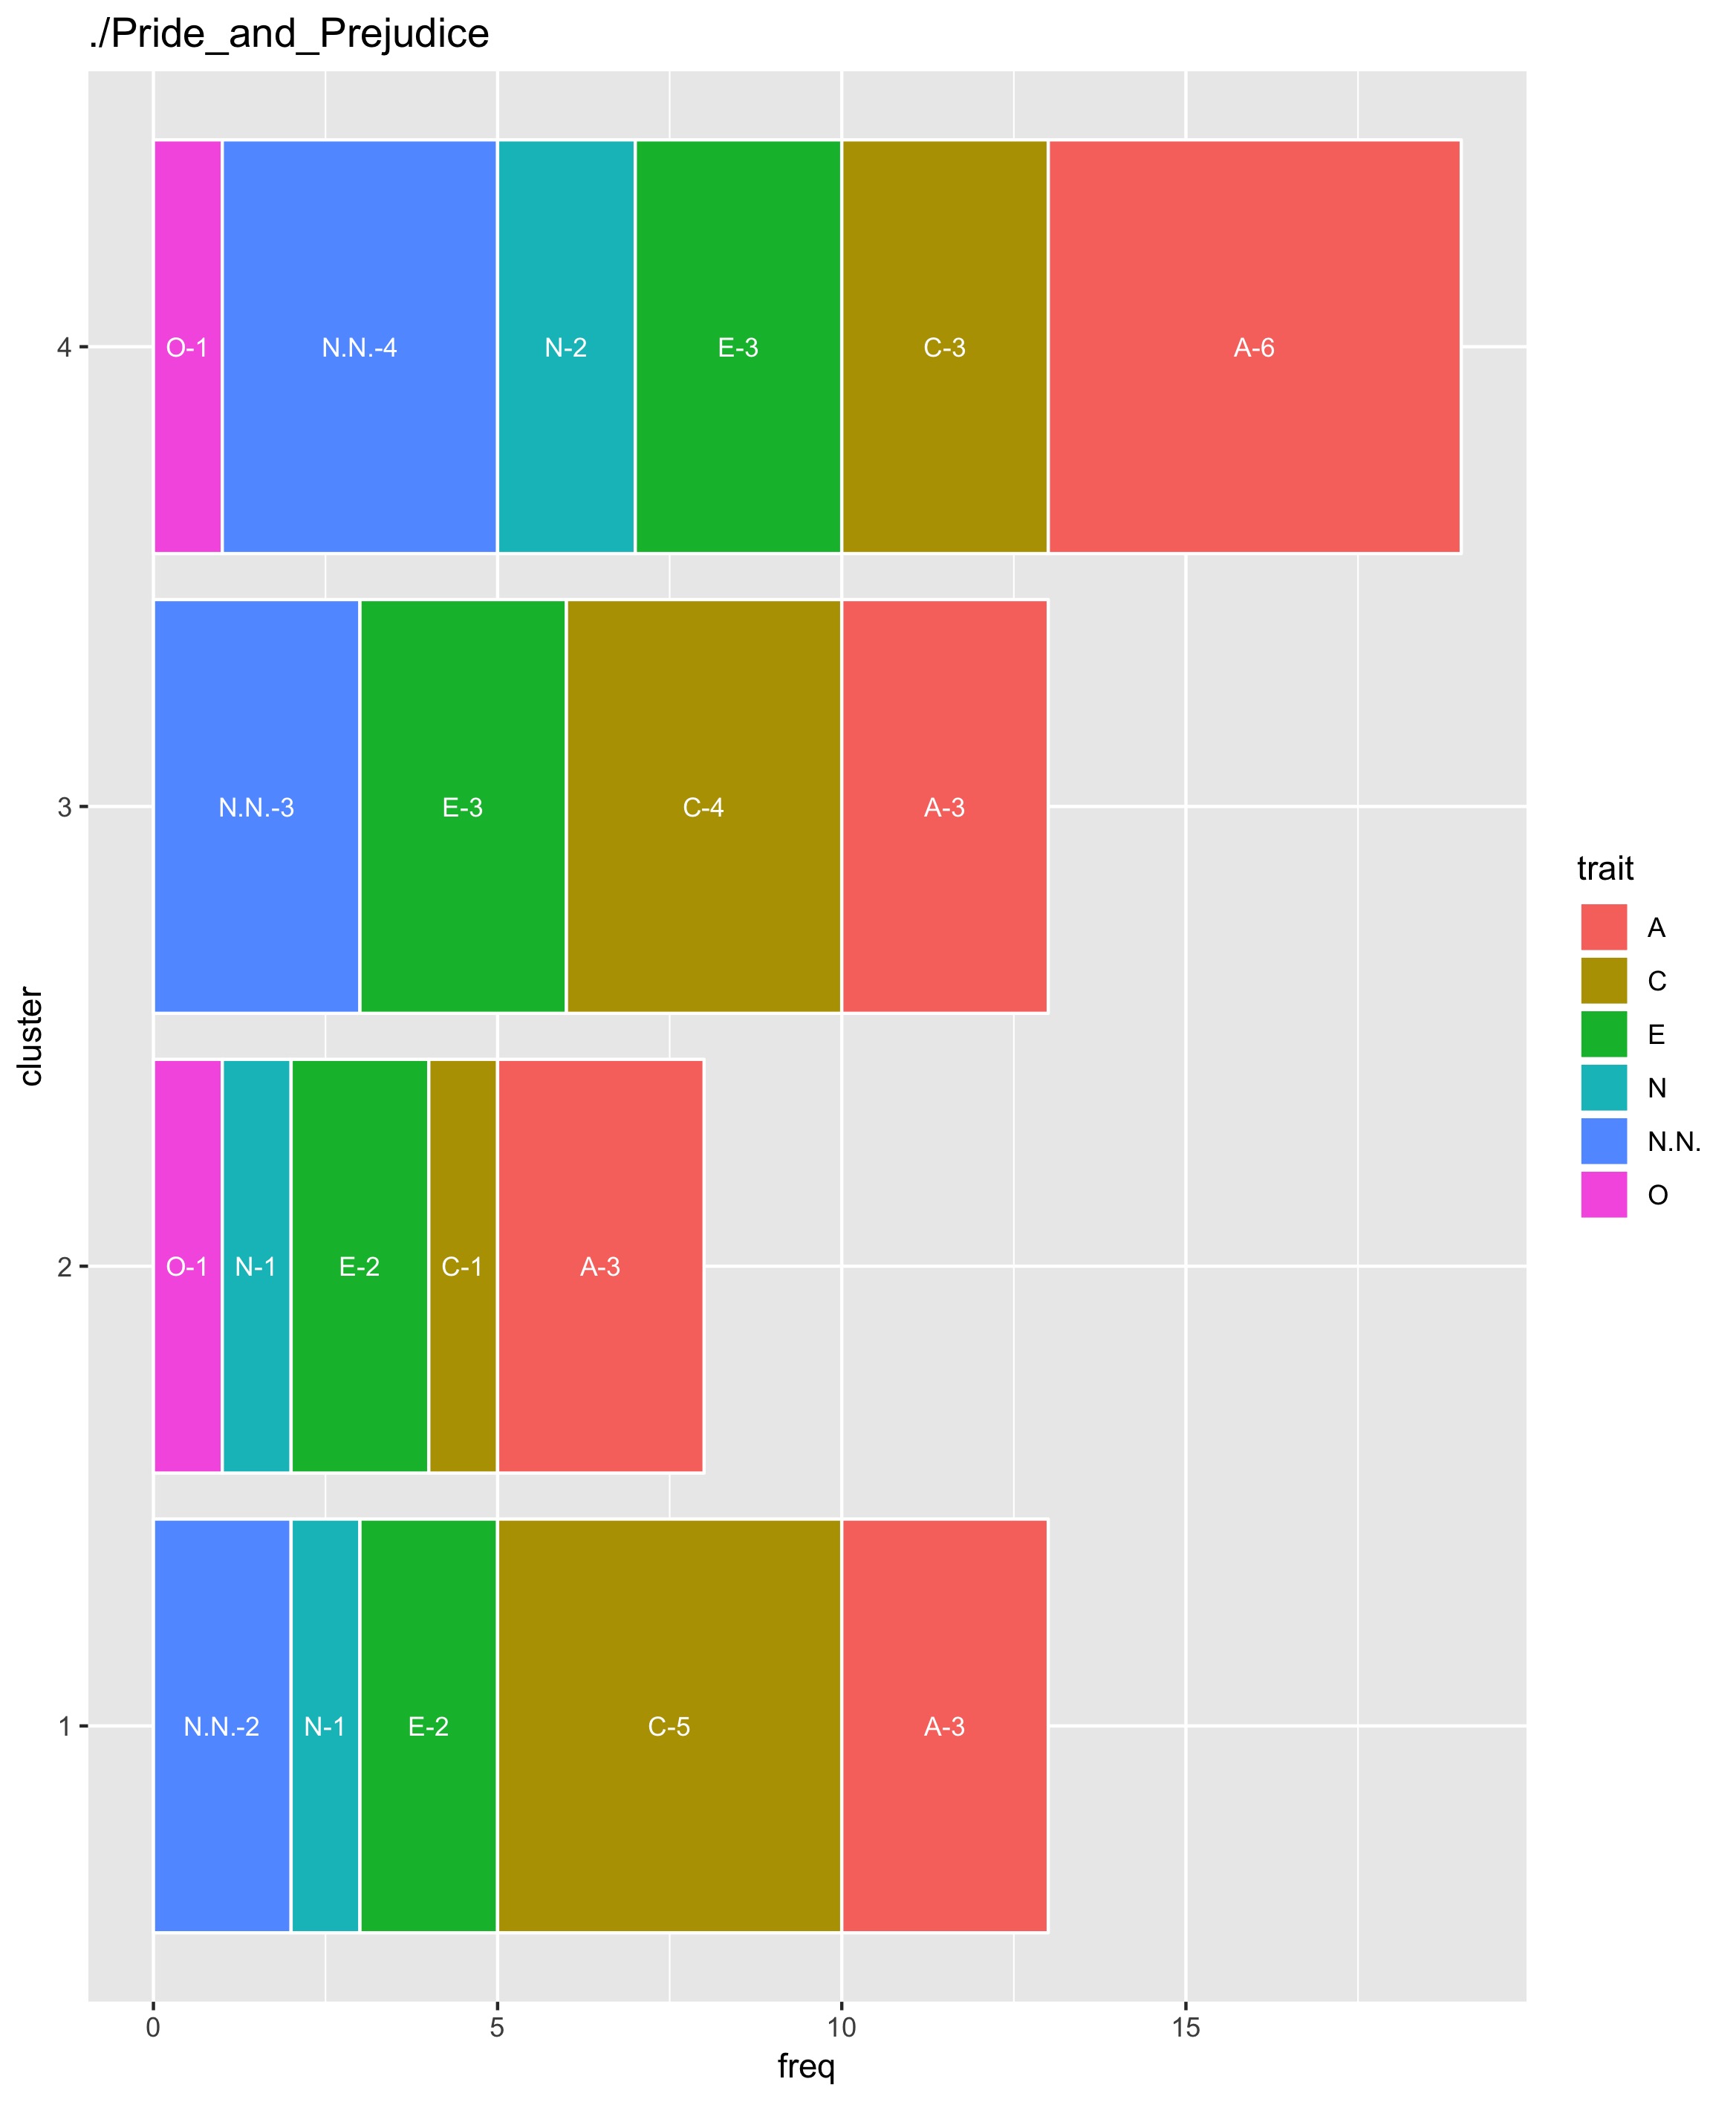 ./Pride_and_Prejudice
4
O-1 N.N.-4 N-2 E-3 C-3 A-6
3
N.N.-3 E-3 C-4 A-3
2
O-1 N-1 E-2 C-1 A-3
1
N.N.-2 N-1 E-2 C-5 A-3
cluster
0 5 10 15
freq
trait
A
C
E
N
N.N.
O